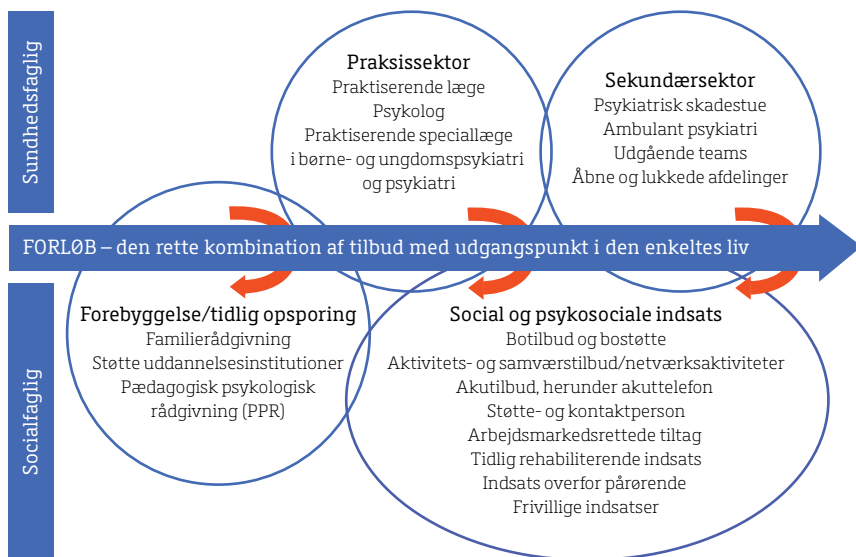 Sundhedsfaglig
Praksissektor
Praktiserende læge
Psykolog
Praktiserende speciallæge
i børne- og ungdomspsykiatri
og psykiatri
Sekundærsektor
Psykiatrisk skadestue
Ambulant psykiatri
Udgående teams
Åbne og lukkede afdelinger
FORLØB – den rette kombination af tilbud med udgangspunkt i den enkeltes liv
Socialfaglig
Forebyggelse/tidlig opsporing
Familierådgivning
Støtte uddannelsesinstitutioner
Pædagogisk psykologisk
rådgivning (PPR)
Social og psykosociale indsats
Botilbud og bostøtte
Aktivitets- og samværstilbud/netværksaktiviteter
Akutilbud, herunder akuttelefon
Støtte- og kontaktperson
Arbejdsmarkedsrettede tiltag
Tidlig rehabiliterende indsats
Indsats overfor pårørende
Frivillige indsatser